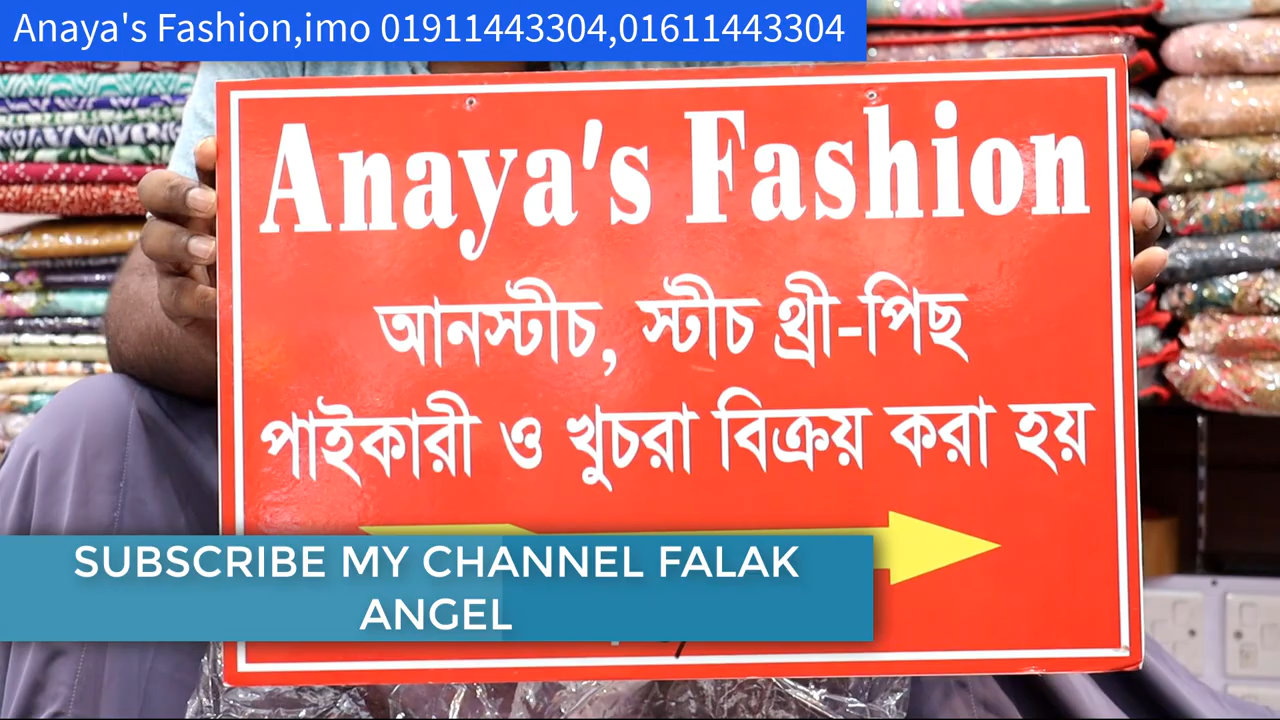 Anaya's Fashion,imo 01911443304,01611443304
Anaya's Fashion
আনস্টীচ, স্টীচ থ্রী-পিছ
পাইকারী ও খুচরা বিক্রয় করা হয়
SUBSCRIBE MY CHANNEL FALAK
ANGEL